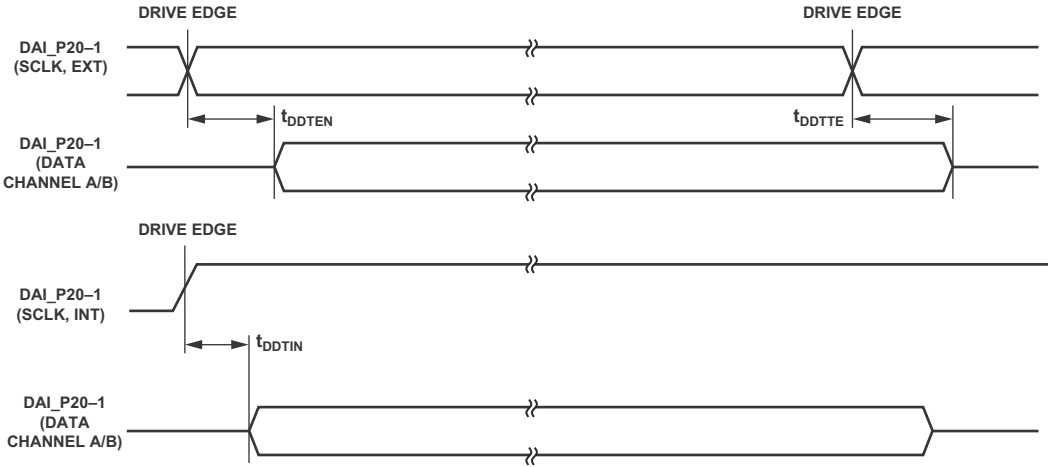 DRIVE EDGE
DRIVE EDGE
DAI_P20–1
(SCLK, EXT)
tDDTEN
tDDTTE
DAI_P20–1
(DATA
CHANNEL A/B)
DRIVE EDGE
DAI_P20–1
(SCLK, INT)
tDDTIN
DAI_P20–1
(DATA
CHANNEL A/B)